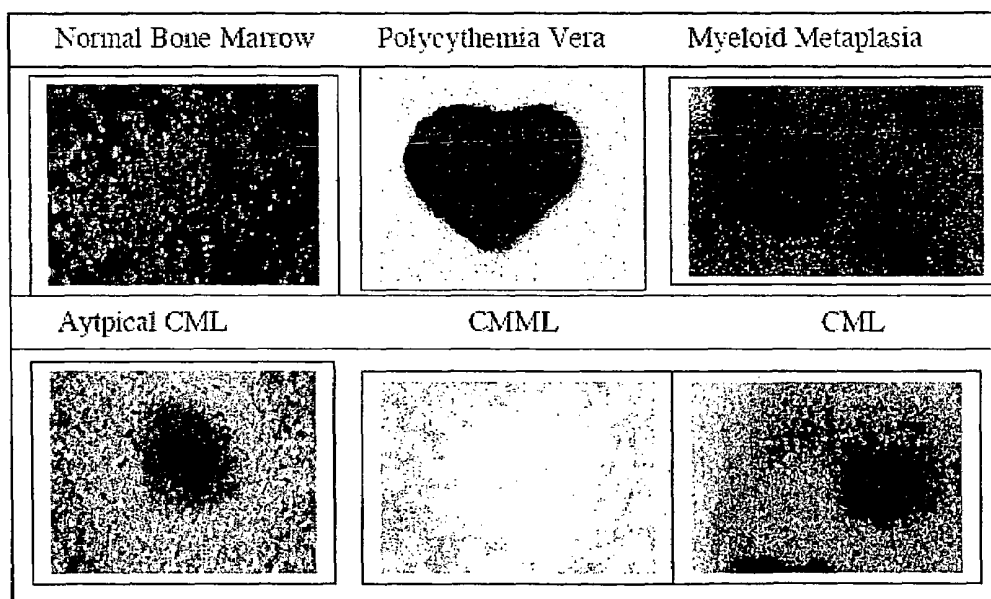 Normal Bone Marrow Polycythemia Vera Myeloid Metaplasia
Aytpical CML CMML CML